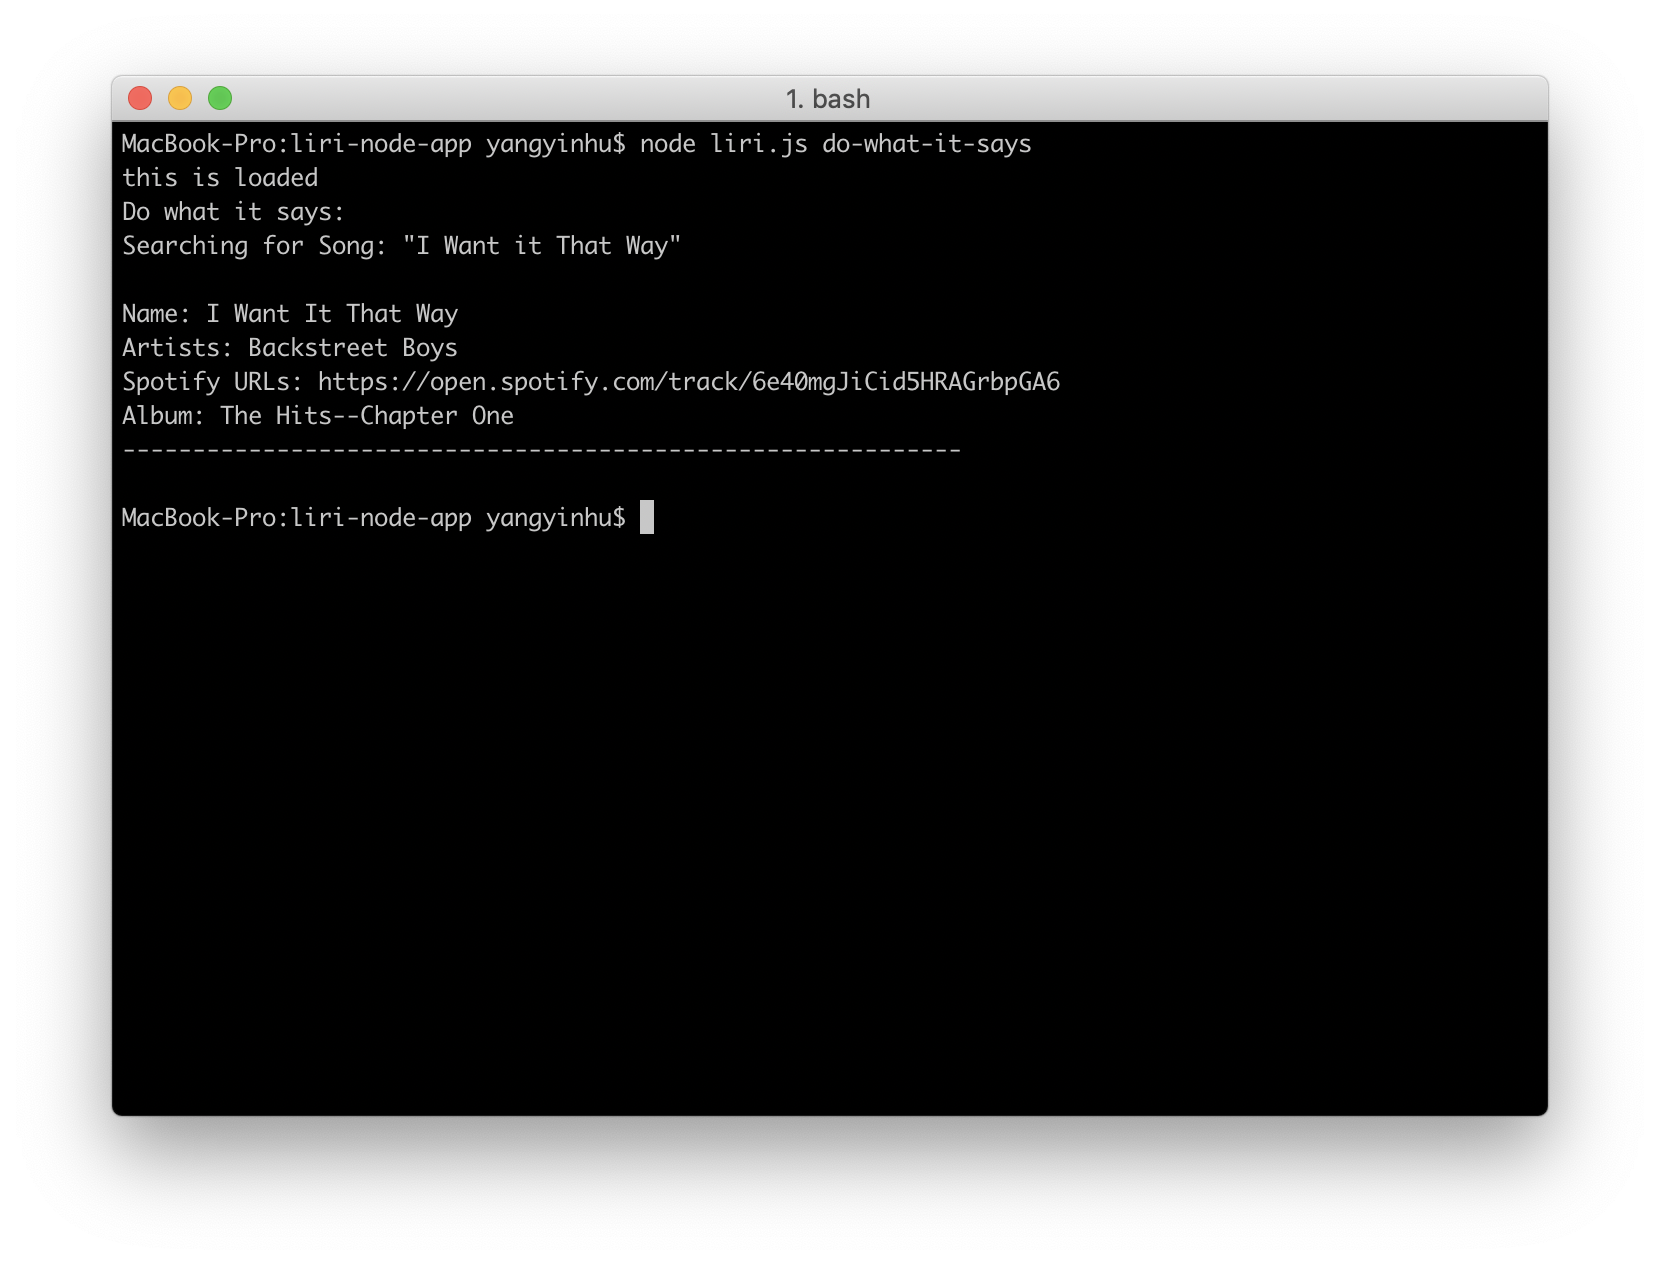 1. bash
MacBook-Pro:liri-node-app yangyinhu$ node liri.js do-what-it-says
this is loaded
Do what it says:
Searching for Song: "I Want it That Way"
Name: I Want It That Way
Artists: Backstreet Boys
Spotify URLs: https://open.spotify.com/track/6e40mgJiCid5HRAGrbpGA6
Album: The Hits--Chapter One
------------------------------------------------------------
MacBook-Pro:liri-node-app yangyinhu$